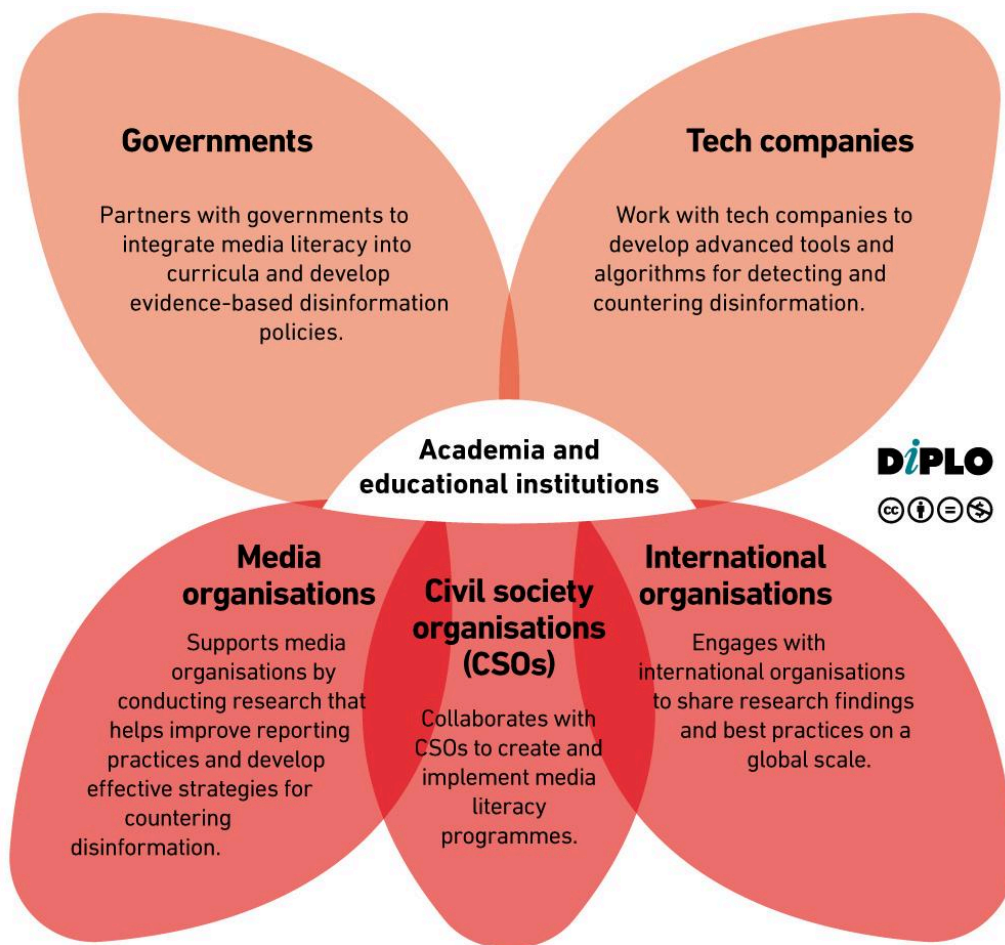 Governments
Partners with governments to
integrate media literacy into
curricula and develop
evidence-based disinformation
policies.
Tech companies
Work with tech companies to
develop advanced tools and
algorithms for detecting and
countering disinformation.
Academia and
educational institutions
DiPLO
cc
Media
organisations
Supports media
organisations by
conducting research that
helps improve reporting
practices and develop
effective strategies for
countering
disinformation.
Civil society
organisations
(CSOs)
Collaborates with
CSOs to create and
implement media
literacy
programmes.
International
organisations
Engages with
international organisations
to share research findings
and best practices on a
global scale.